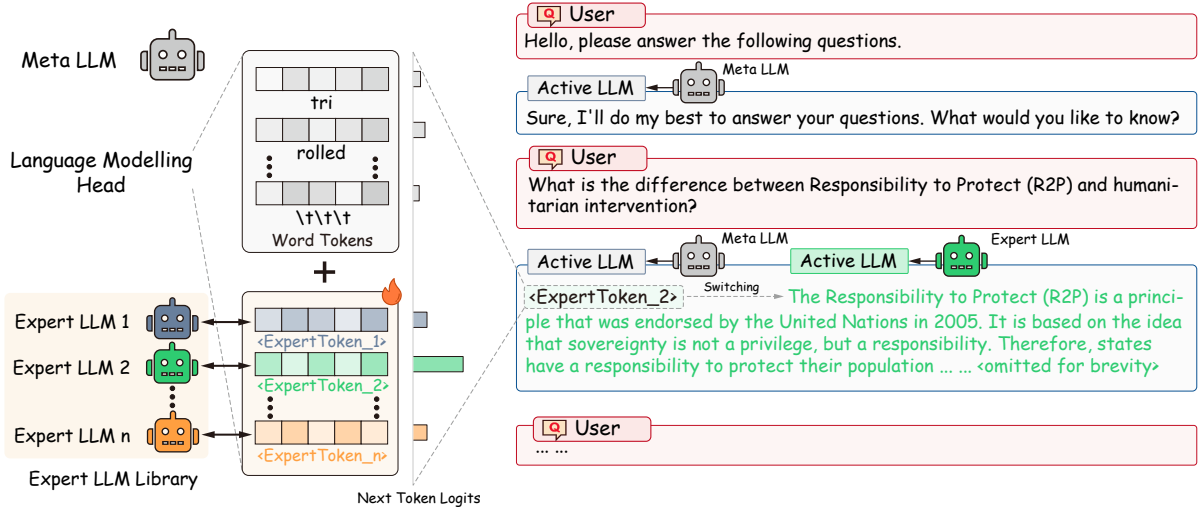 Meta LLM
Language Modelling
Head
tri
rolled
\t\t\t
Word Tokens
+
Expert LLM 1
<ExpertToken_1>
Expert LLM 2
<ExpertToken_2>
Expert LLM n
<ExpertToken_n>
Expert LLM Library
Next Token Logits
Q User
Hello, please answer the following questions.
Meta LLM
Active LLM
Sure, I'll do my best to answer your questions. What would you like to know?
Q User
What is the difference between Responsibility to Protect (R2P) and humani-
tarian intervention?
Meta LLM
Expert LLM
Active LLM
Active LLM
<ExpertToken_2>
Switching
The Responsibility to Protect (R2P) is a princi-
ple that was endorsed by the United Nations in 2005. It is based on the idea
that sovereignty is not a privilege, but a responsibility. Therefore, states
have a responsibility to protect their population ... ... <omitted for brevity>
Q User
... ...